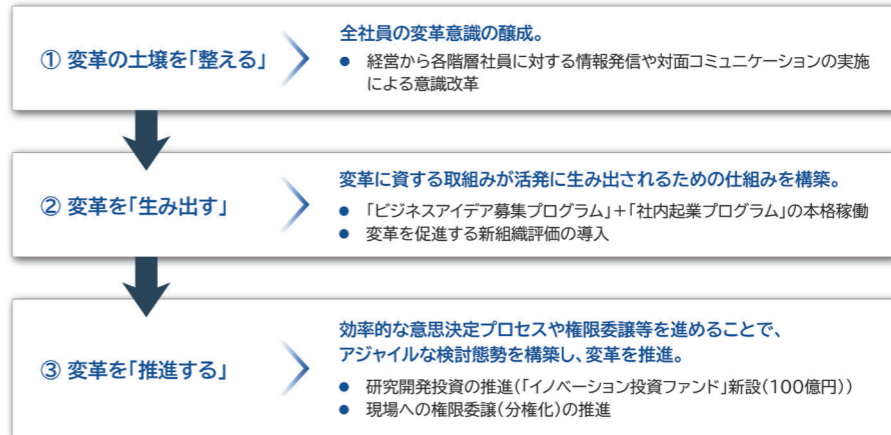 ① 変革の土壌を「整える」
全社員の変革意識の醸成。
● 経営から各階層社員に対する情報発信や対面コミュニケーションの実施
による意識改革
② 変革を「生み出す」
変革に資する取組みが活発に生み出されるための仕組みを構築。
● 「ビジネスアイデア募集プログラム」＋「社内起業プログラム」の本格稼働
● 変革を促進する新組織評価の導入
③ 変革を「推進する」
効率的な意思決定プロセスや権限委譲等を進めることで、
アジャイルな検討態勢を構築し、変革を推進。
● 研究開発投資の推進（「イノベーション投資ファンド」新設（100億円））
● 現場への権限委譲（分権化）の推進